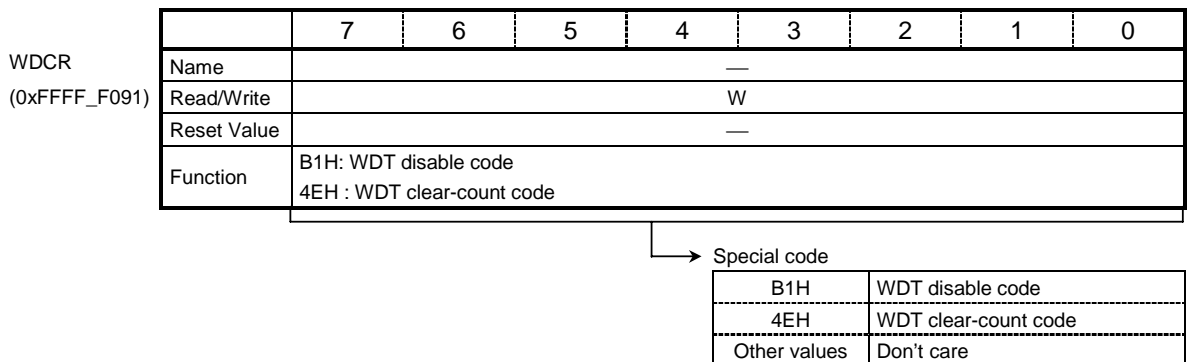 7 6 5 4 3 2 1 0
WDCR
(0xFFFF_F091)
Name —
Read/Write W
Reset Value —
Function
B1H: WDT disable code
4EH : WDT clear-count code
Special code
B1H WDT disable code
4EH WDT clear-count code
Other values Don't care